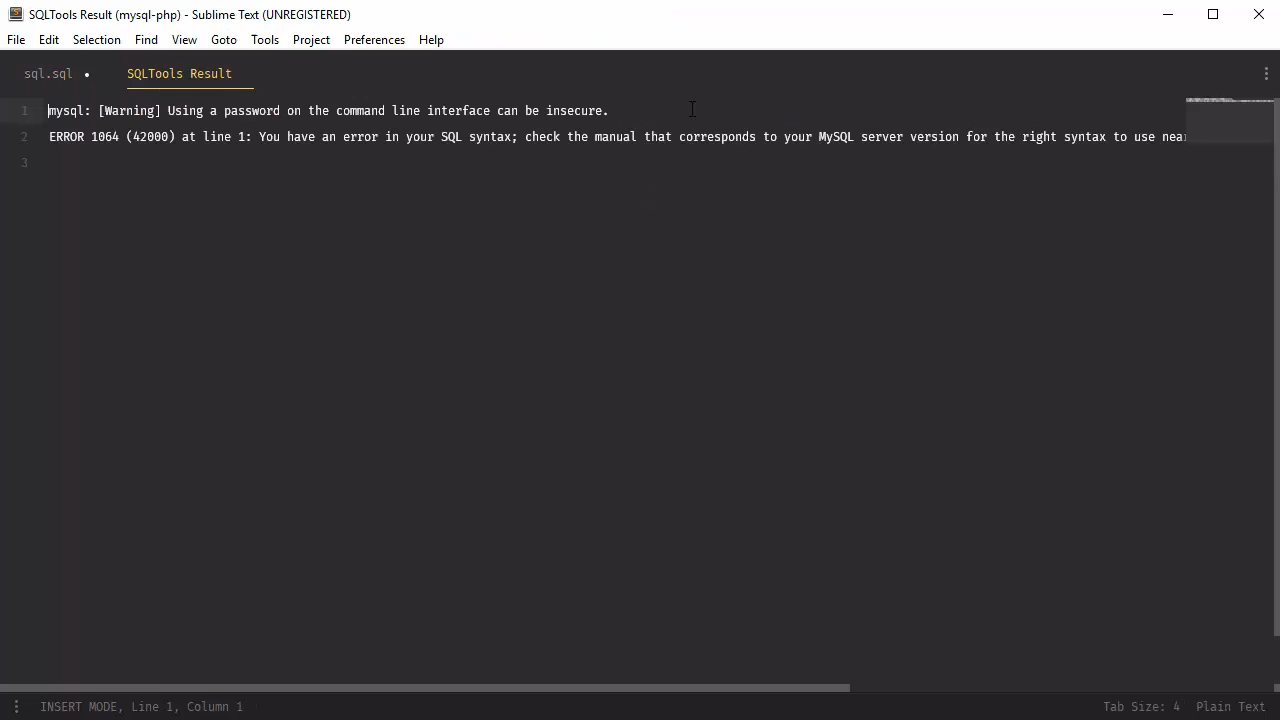 SQLTools Result (mysql-php) - Sublime Text (UNREGISTERED)
File Edit Selection Find View Goto Tools Project Preferences Help
sql.sql SQLTools Result
1 mysql: [Warning] Using a password on the command line interface can be insecure.
2 ERROR 1064 (42000) at line 1: You have an error in your SQL syntax; check the manual that corresponds to your MySQL server version for the right syntax to use near
3
INSERT MODE, Line 1, Column 1 Tab Size: 4 Plain Text